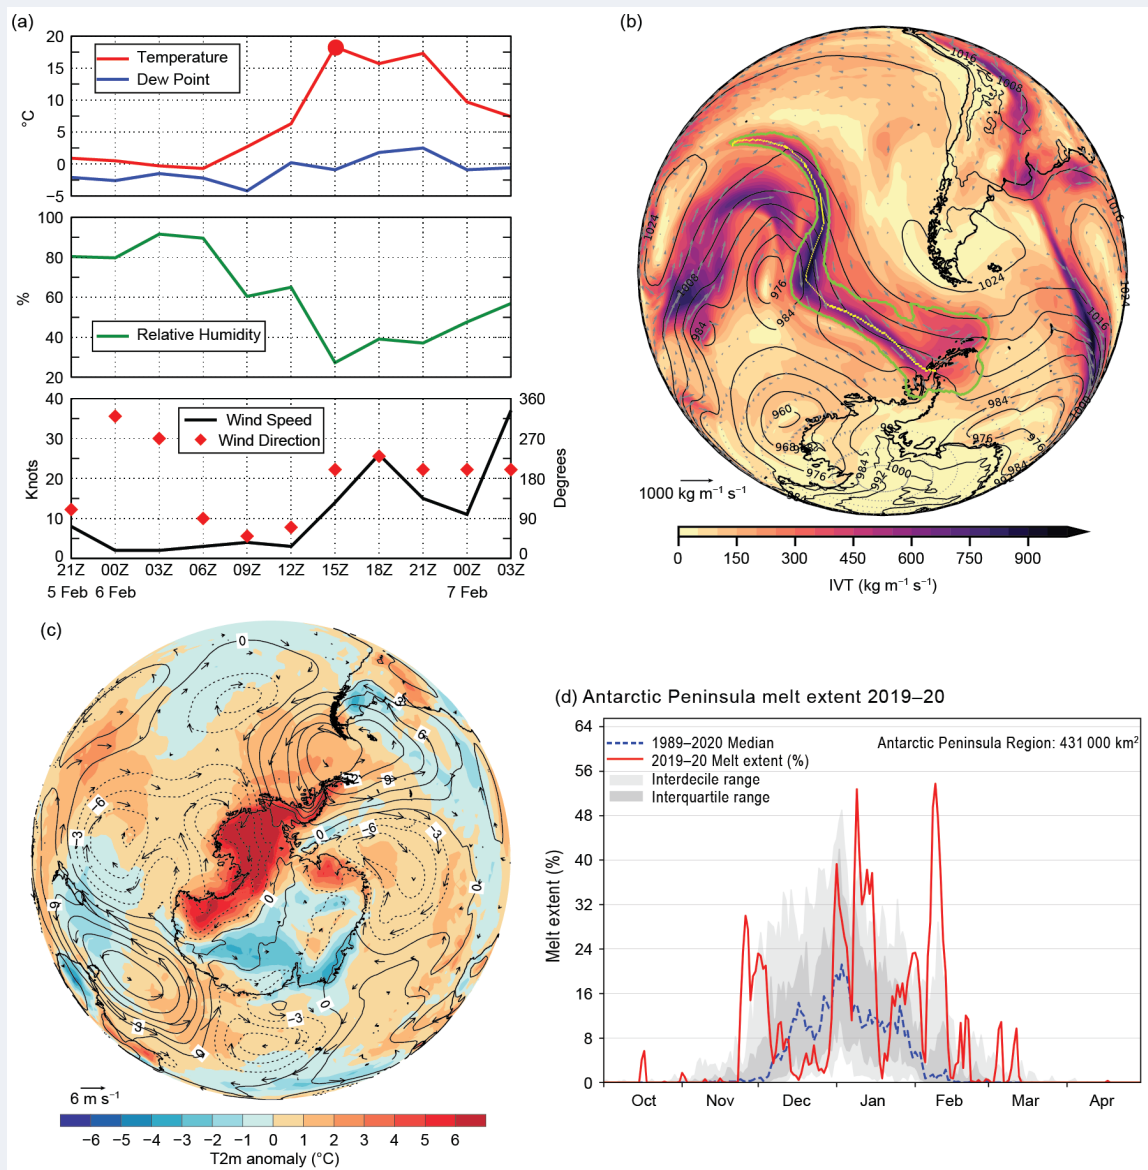 (a)
20
15
10
5
0
−5
°C
Temperature
Dew Point
100
80
60
40
20
%
Relative Humidity
40
30
20
10
0
Knots
360
270
180
90
0
Degrees
Wind Speed
Wind Direction
21Z 00Z 03Z 06Z 09Z 12Z 15Z 18Z 21Z 00Z 03Z
5 Feb 6 Feb 7 Feb
(b)
1016
1008
1024
1016
1008
976
984
984
1024
1024
1016
1000
960
968
976
984
984
976
976
984
992
984
992
1000
1000 kg m⁻¹ s⁻¹
0 150 300 450 600 750 900
IVT (kg m⁻¹ s⁻¹)
(c)
0
3
6
9
12
−6
−3
0
−6
−3
0
0
9
3
0
−3
0
6 m s⁻¹
−6 −5 −4 −3 −2 −1 0 1 2 3 4 5 6
T2m anomaly (°C)
(d) Antarctic Peninsula melt extent 2019–20
64
56
48
40
32
24
16
8
0
Melt extent (%)
1989–2020 Median
Antarctic Peninsula Region: 431 000 km²
2019–20 Melt extent (%)
Interdecile range
Interquartile range
Oct Nov Dec Jan Feb Mar Apr